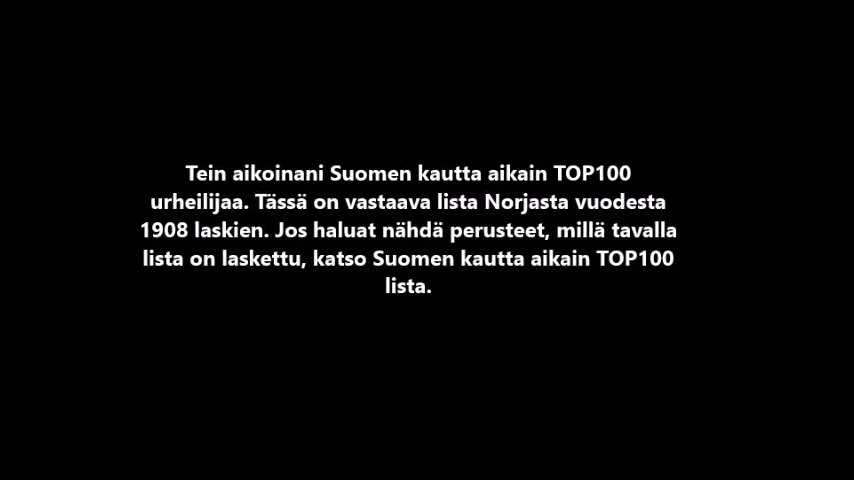 Tein aikoinani Suomen kautta aikain TOP100
urheilijaa. Tässä on vastaava lista Norjasta vuodesta
1908 laskien. Jos haluat nähdä perusteet, millä tavalla
lista on laskettu, katso Suomen kautta aikain TOP100
lista.